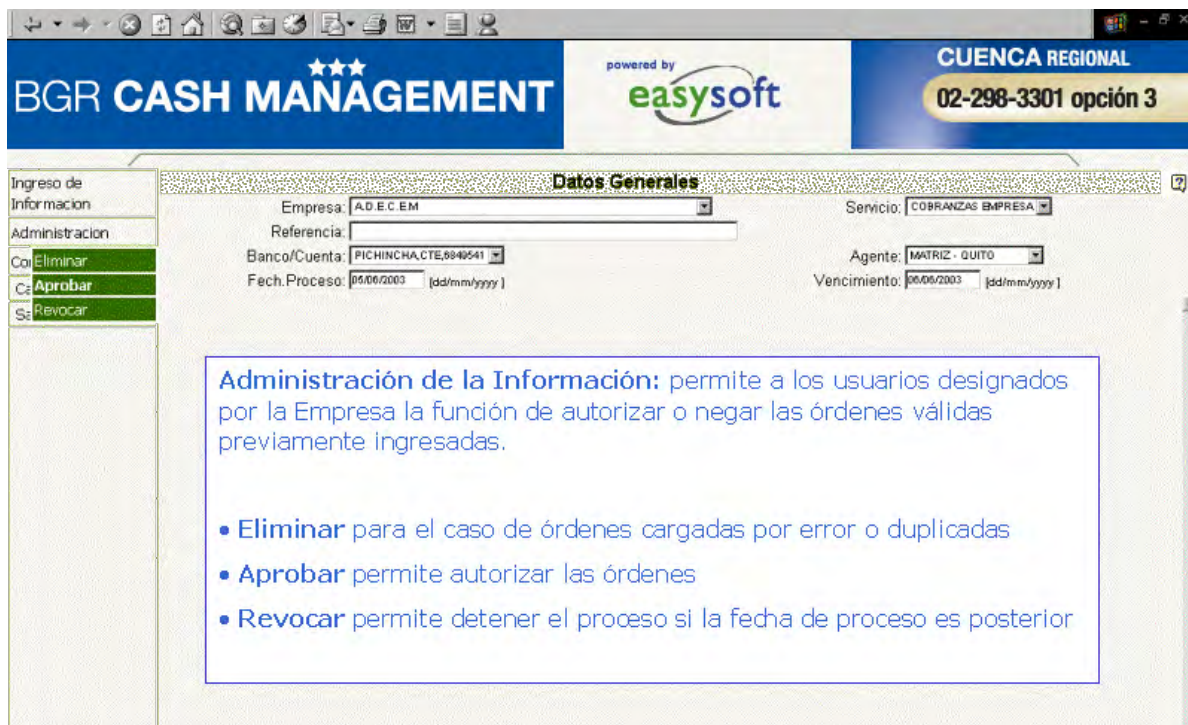 BGR CASH MANAGEMENT
powered by
easysoft
CUENCA REGIONAL
02-298-3301 opción 3
Ingreso de
Informacion
Administracion
Eliminar
Aprobar
Revocar
Datos Generales
Empresa: A.D.E.C.E.M
Servicio: COBRANZAS EMPRESA
Referencia:
Banco/Cuenta: PICHINCHA,CTE,6849541
Agente: MATRIZ - QUITO
Fech.Proceso: 06/06/2003 [dd/mm/yyyy ]
Vencimiento: 06/06/2003 [dd/mm/yyyy ]
Administración de la Información: permite a los usuarios designados
por la Empresa la función de autorizar o negar las órdenes válidas
previamente ingresadas.
• Eliminar para el caso de órdenes cargadas por error o duplicadas
• Aprobar permite autorizar las órdenes
• Revocar permite detener el proceso si la fecha de proceso es posterior